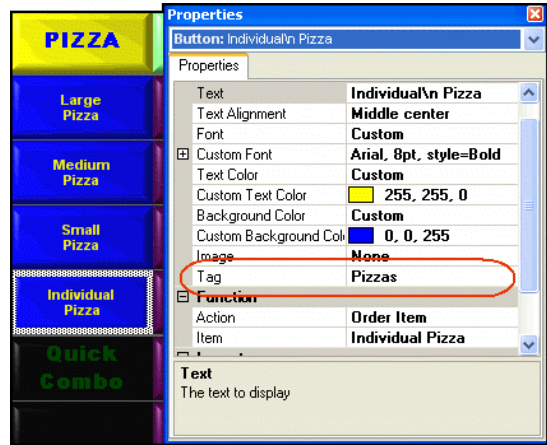 PIZZA
Large
Pizza
Medium
Pizza
Small
Pizza
Individual
Pizza
Quick
Combo
Properties
Button: Individual\n Pizza
Properties
Text Individual\n Pizza
Text Alignment Middle center
Font Custom
Custom Font Arial, 8pt, style=Bold
Text Color Custom
Custom Text Color 255, 255, 0
Background Color Custom
Custom Background Col 0, 0, 255
Image None
Tag Pizzas
Function
Action Order Item
Item Individual Pizza
Text
The text to display